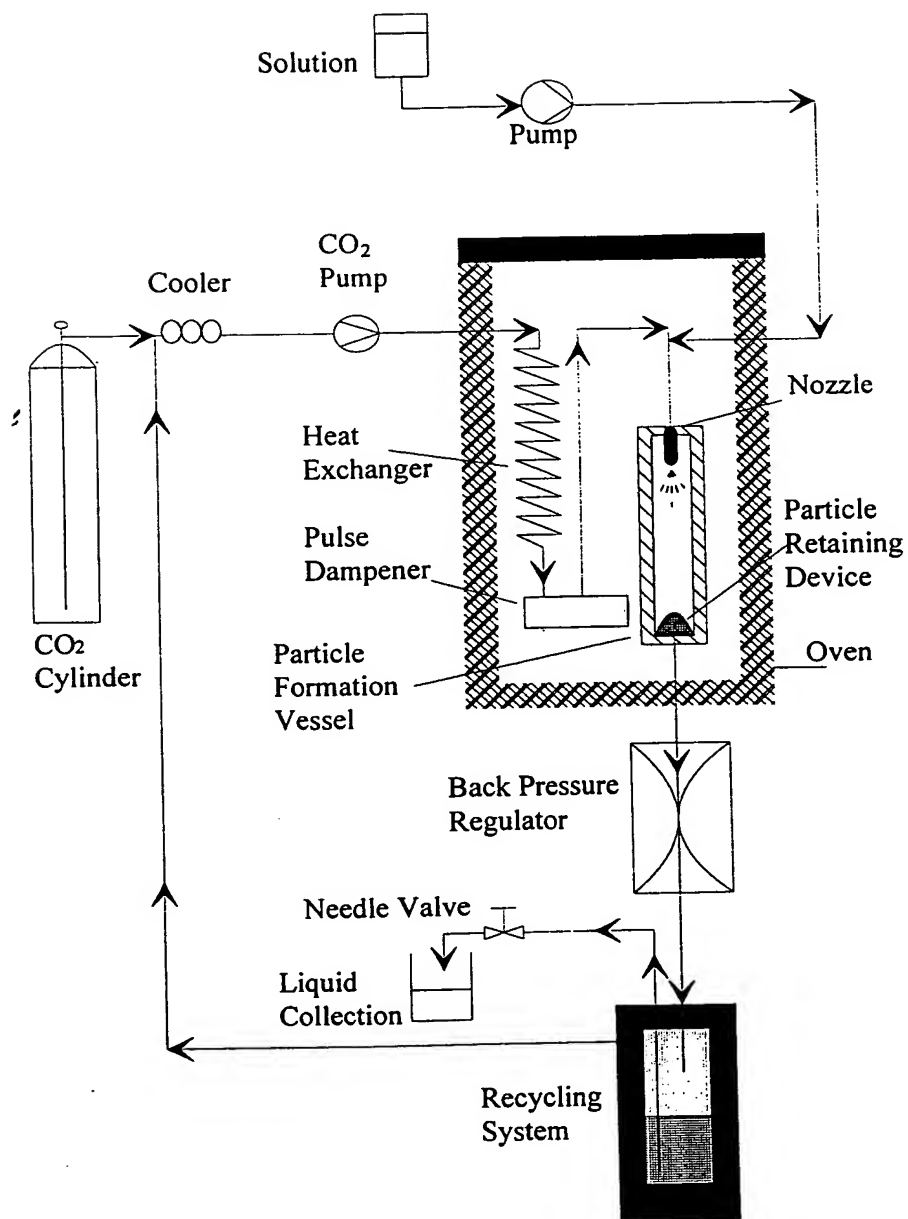 Solution
Pump
CO2
Pump
Cooler
Nozzle
Heat
Exchanger
Particle
Retaining
Device
Pulse
Dampener
CO2
Cylinder
Oven
Particle
Formation
Vessel
Back Pressure
Regulator
Needle Valve
Liquid
Collection
Recycling
System